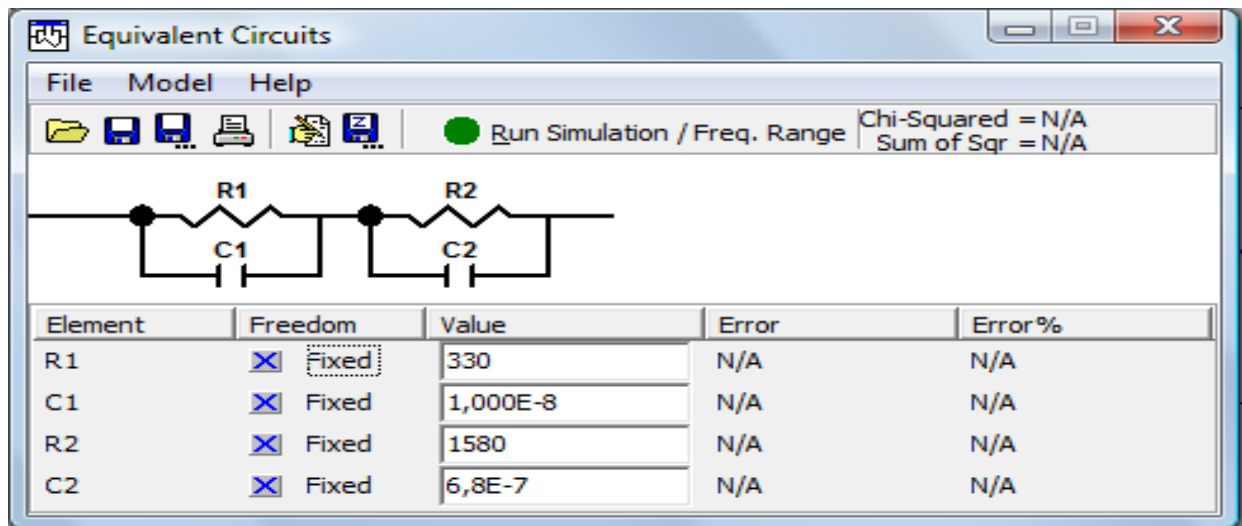 Equivalent Circuits
File Model Help
Run Simulation / Freq. Range Chi-Squared = N/A
Sum of Sqr = N/A
R1 R2
C1 C2
Element Freedom Value Error Error%
R1 Fixed 330 N/A N/A
C1 Fixed 1,000E-8 N/A N/A
R2 Fixed 1580 N/A N/A
C2 Fixed 6,8E-7 N/A N/A